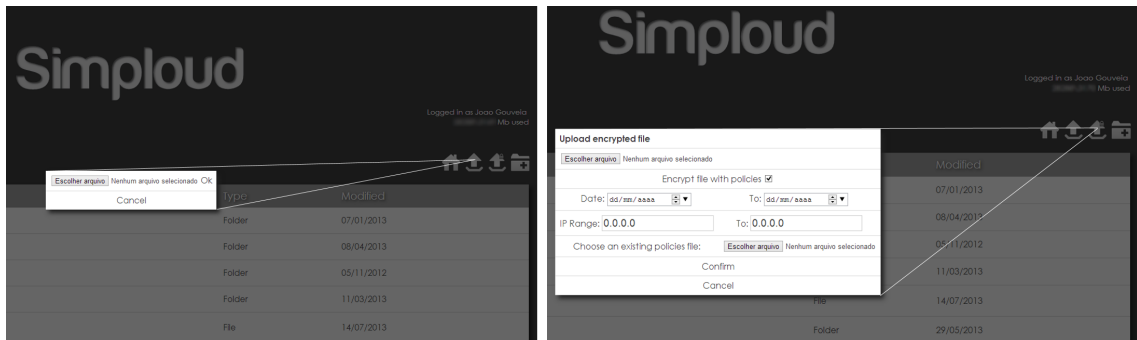 Simploud
Logged in as Joao Gouveia
Mb used
Escolher arquivo Nenhum arquivo selecionado Ok
Cancel
Type Modified
Folder 07/01/2013
Folder 08/04/2013
Folder 05/11/2012
Folder 11/03/2013
File 14/07/2013
Simploud
Logged in as Joao Gouveia
Mb used
Upload encrypted file
Escolher arquivo Nenhum arquivo selecionado
Encrypt file with policies
Date: dd/mm/aaaa To: dd/mm/aaaa
IP Range: 0.0.0.0 To: 0.0.0.0
Choose an existing policies file: Escolher arquivo Nenhum arquivo selecionado
Confirm
Cancel
Modified
07/01/2013
08/04/2013
05/11/2012
11/03/2013
File 14/07/2013
Folder 29/05/2013